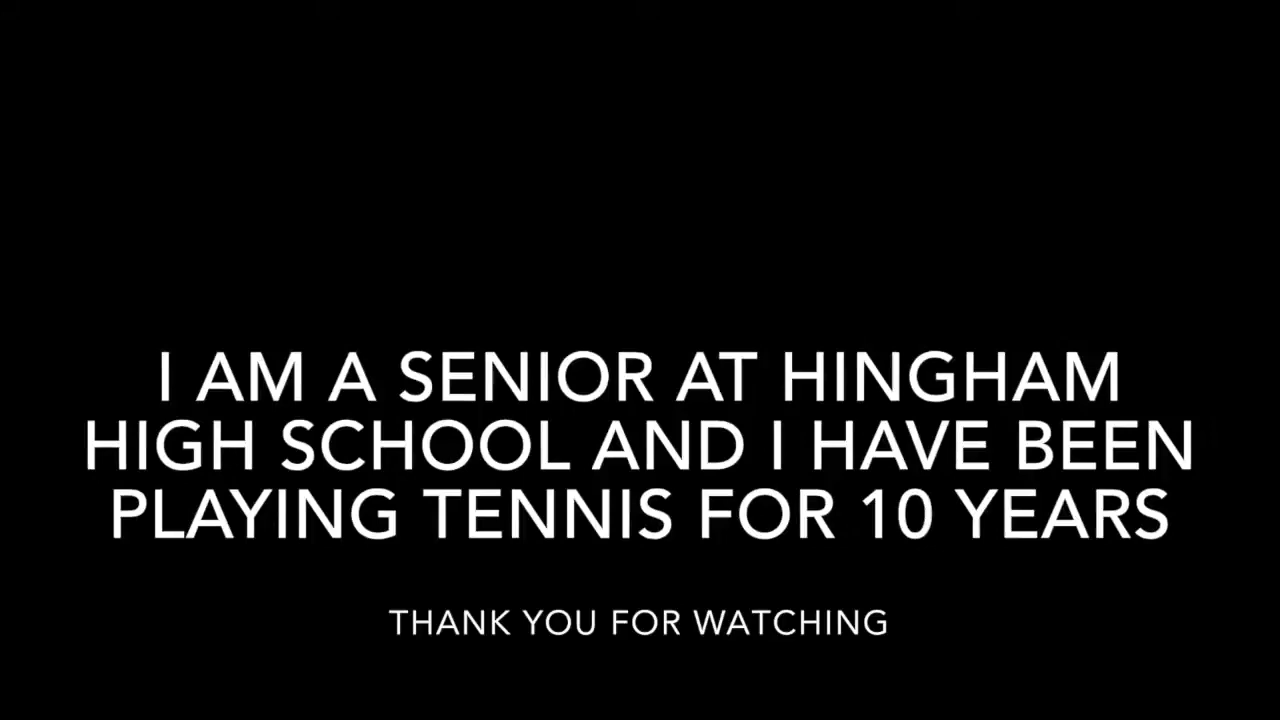 I AM A SENIOR AT HINGHAM
HIGH SCHOOL AND I HAVE BEEN
PLAYING TENNIS FOR 10 YEARS
THANK YOU FOR WATCHING